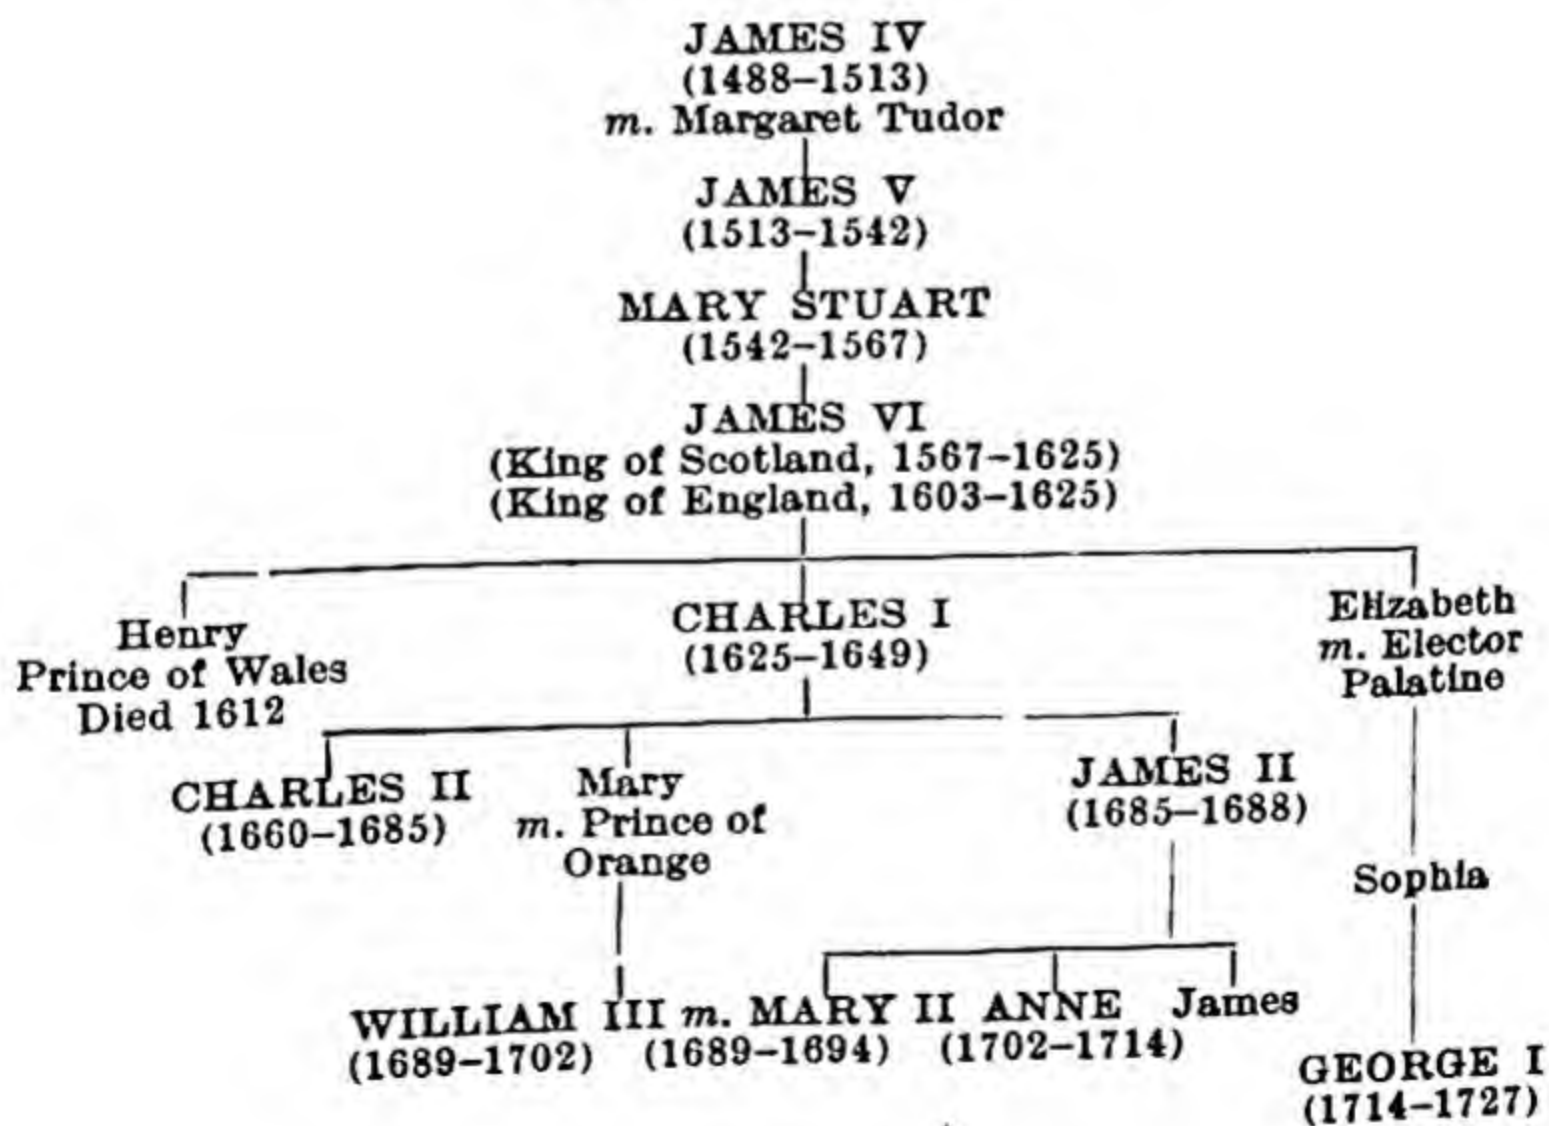 JAMES IV
(1488–1513)
m. Margaret Tudor
JAMES V
(1513–1542)
MARY STUART
(1542–1567)
JAMES VI
(King of Scotland, 1567–1625)
(King of England, 1603–1625)
Henry
Prince of Wales
Died 1612
CHARLES I
(1625–1649)
Elizabeth
m. Elector
Palatine
CHARLES II
(1660–1685)
Mary
m. Prince of
Orange
JAMES II
(1685–1688)
Sophia
WILLIAM III m. MARY II ANNE James
(1689–1702) (1689–1694) (1702–1714)
GEORGE I
(1714–1727)